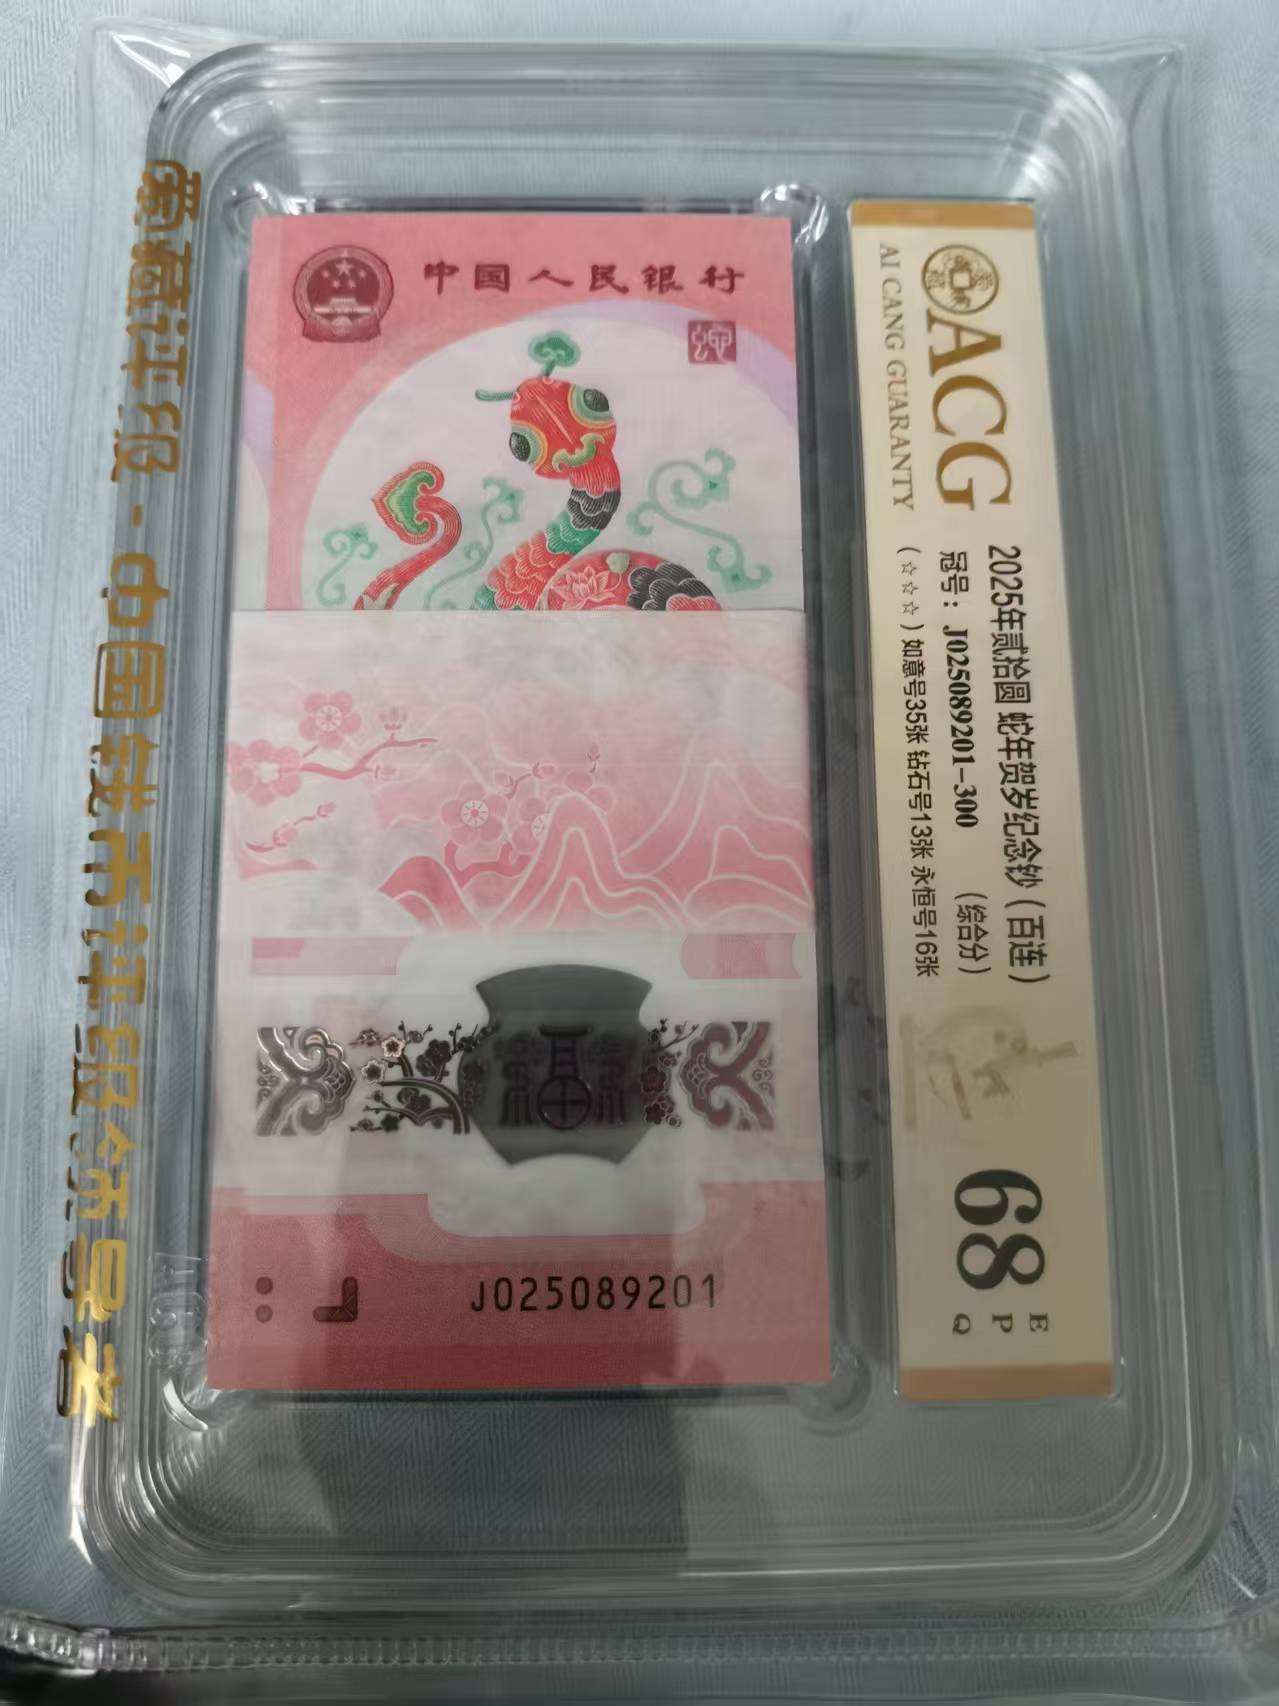 爱藏评级-中国钱币评级领导者
中国人民银行
J025089201
ACG
AI CANG GUARANTY
2025年贰拾圆 蛇年贺岁纪念钞（百连）
冠号：J025089201-300 （综合分）
（☆☆☆）如意号35张 钻石号13张 永恒号16张
68
E
P
Q